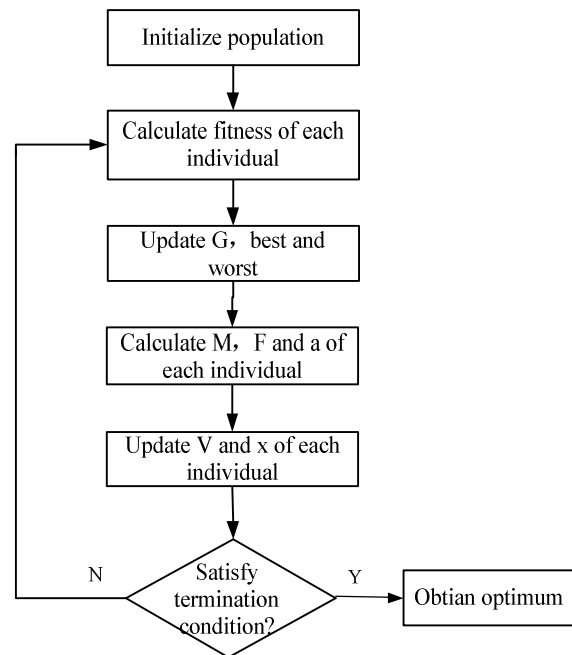 Initialize population
Calculate fitness of each
individual
Update G，best and
worst
Calculate M，F and a of
each individual
Update V and x of each
individual
Satisfy
termination
condition?
N
Y
Obtian optimum